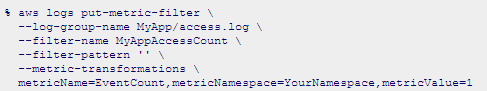 % aws logs put-metric-filter \
--log-group-name MyApp/access.log \
--filter-name MyAppAccessCount \
--filter-pattern '' \
--metric-transformations \
metricName=EventCount,metricNamespace=YourNamespace,metricValue=1